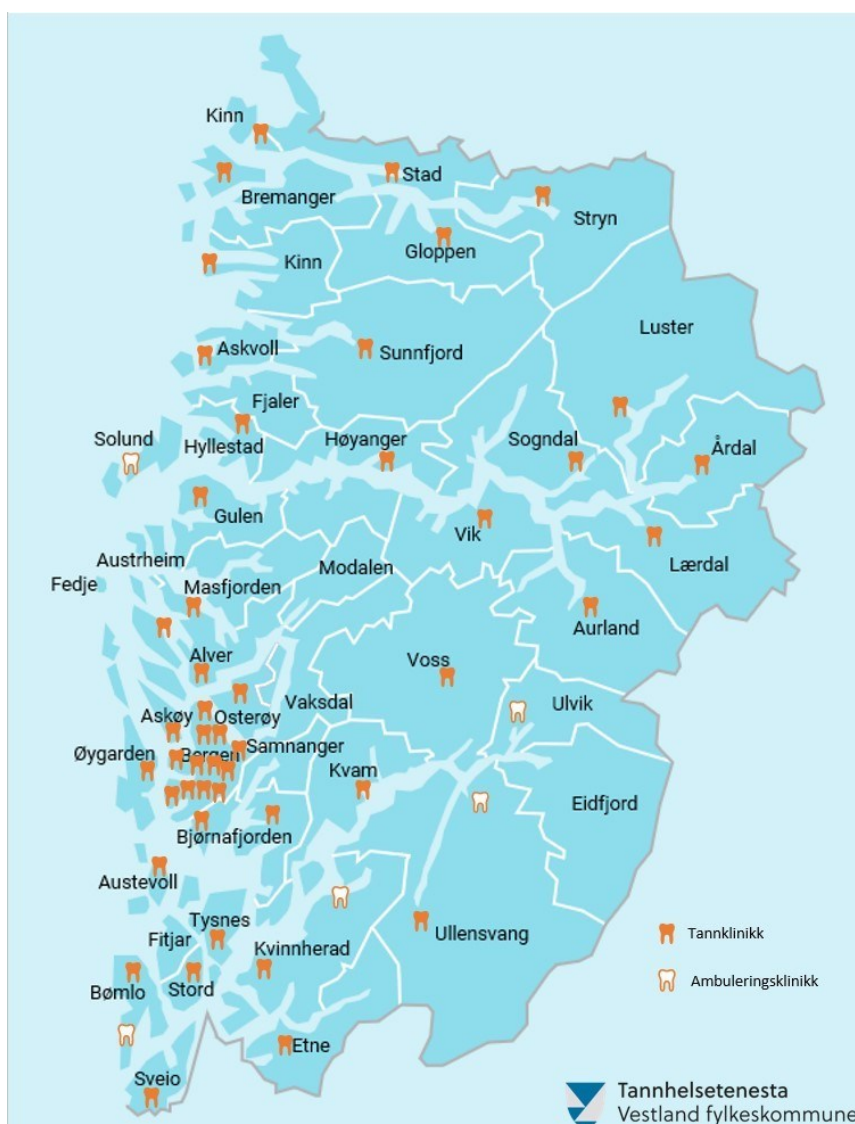 Kinn
Stad
Bremanger
Stryn
Gloppen
Kinn
Luster
Askvoll
Sunnfjord
Fjaler
Solund
Hyllestad
Høyanger
Sogndal
Årdal
Gulen
Vik
Austrheim
Modalen
Lærdal
Fedje
Masfjorden
Aurland
Alver
Voss
Vaksdal
Ulvik
Askøy
Osterøy
Øygarden
Bergen
Samnanger
Kvam
Eidfjord
Bjørnafjorden
Austevoll
Tysnes
Fitjar
Kvinnherad
Ullensvang
Tannklinikk
Bømlo
Stord
Ambuleringsklinikk
Etne
Sveio
Tannhelsetenesta
Vestland fylkeskommune